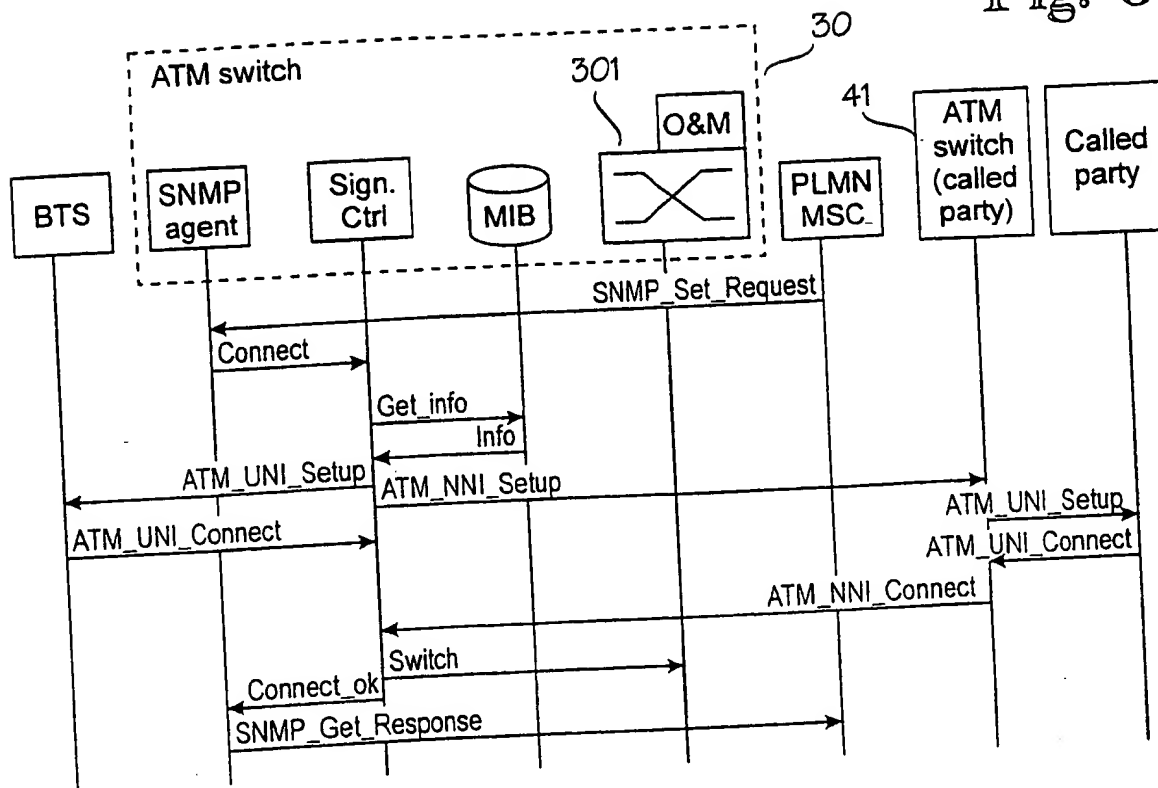 Fig.
30
ATM switch
301
41
O&M
ATM
switch
(called
party)
Called
party
BTS
SNMP
agent
Sign.
Ctrl
MIB
PLMN
MSC
SNMP_Set_Request
Connect
Get_info
Info
ATM_UNI_Setup
ATM_NNI_Setup
ATM_UNI_Setup
ATM_UNI_Connect
ATM_UNI_Connect
ATM_NNI_Connect
Switch
Connect_ok
SNMP_Get_Response